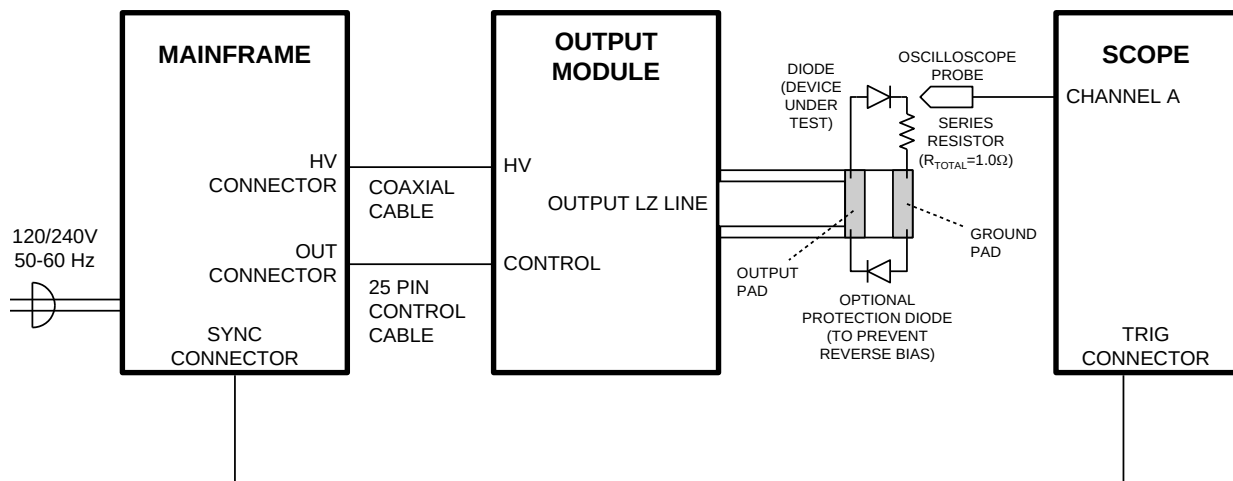 MAINFRAME
HV
CONNECTOR
OUT
CONNECTOR
SYNC
CONNECTOR
120/240V
50-60 Hz
COAXIAL
CABLE
25 PIN
CONTROL
CABLE
OUTPUT
MODULE
HV
OUTPUT LZ LINE
CONTROL
DIODE
(DEVICE
UNDER
TEST)
OSCILLOSCOPE
PROBE
SERIES
RESISTOR
(RTOTAL=1.0Ω)
OUTPUT
PAD
GROUND
PAD
OPTIONAL
PROTECTION DIODE
(TO PREVENT
REVERSE BIAS)
SCOPE
CHANNEL A
TRIG
CONNECTOR